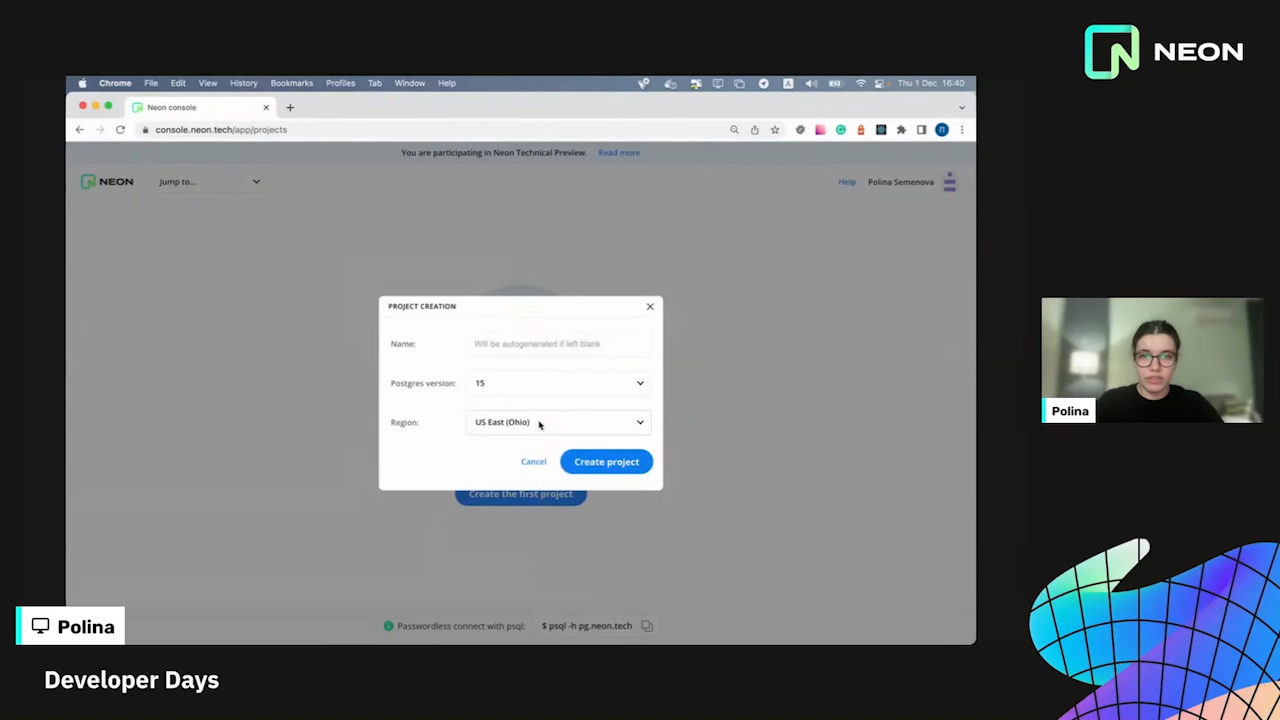 NEON
Chrome File Edit View History Bookmarks Profiles Tab Window Help A Thu 1 Dec 16:40
Neon console
console.neon.tech/app/projects
You are participating in Neon Technical Preview. Read more
NEON Jump to... Help Polina Semenova
PROJECT CREATION
Name: Will be autogenerated if left blank
Postgres version: 15
Region: US East (Ohio)
Cancel Create project
Create the first project
Passwordless connect with psql: $ psql -h pg.neon.tech
Polina
Polina
Developer Days